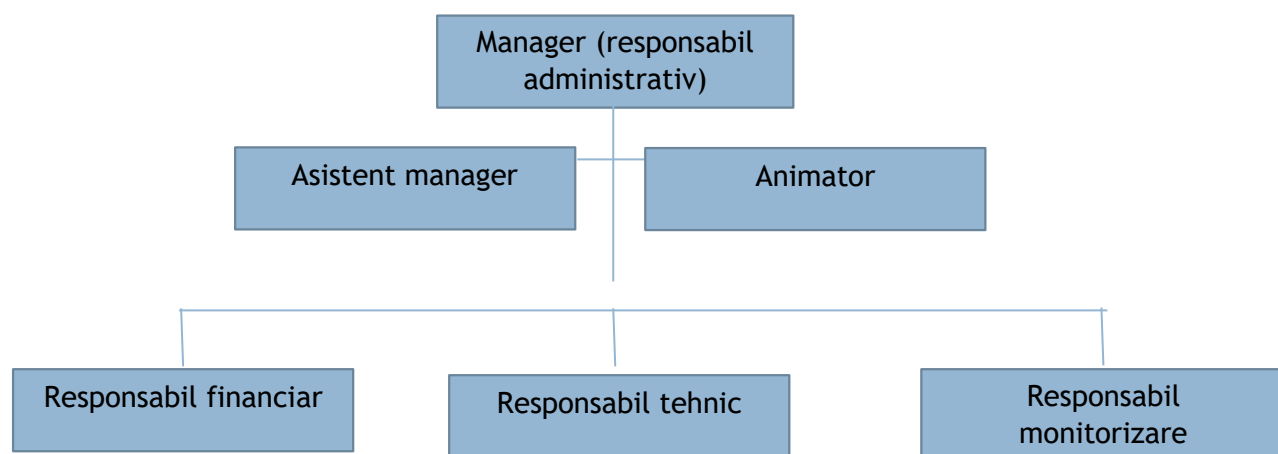 Manager (responsabil
administrativ)
Asistent manager
Animator
Responsabil financiar
Responsabil tehnic
Responsabil
monitorizare